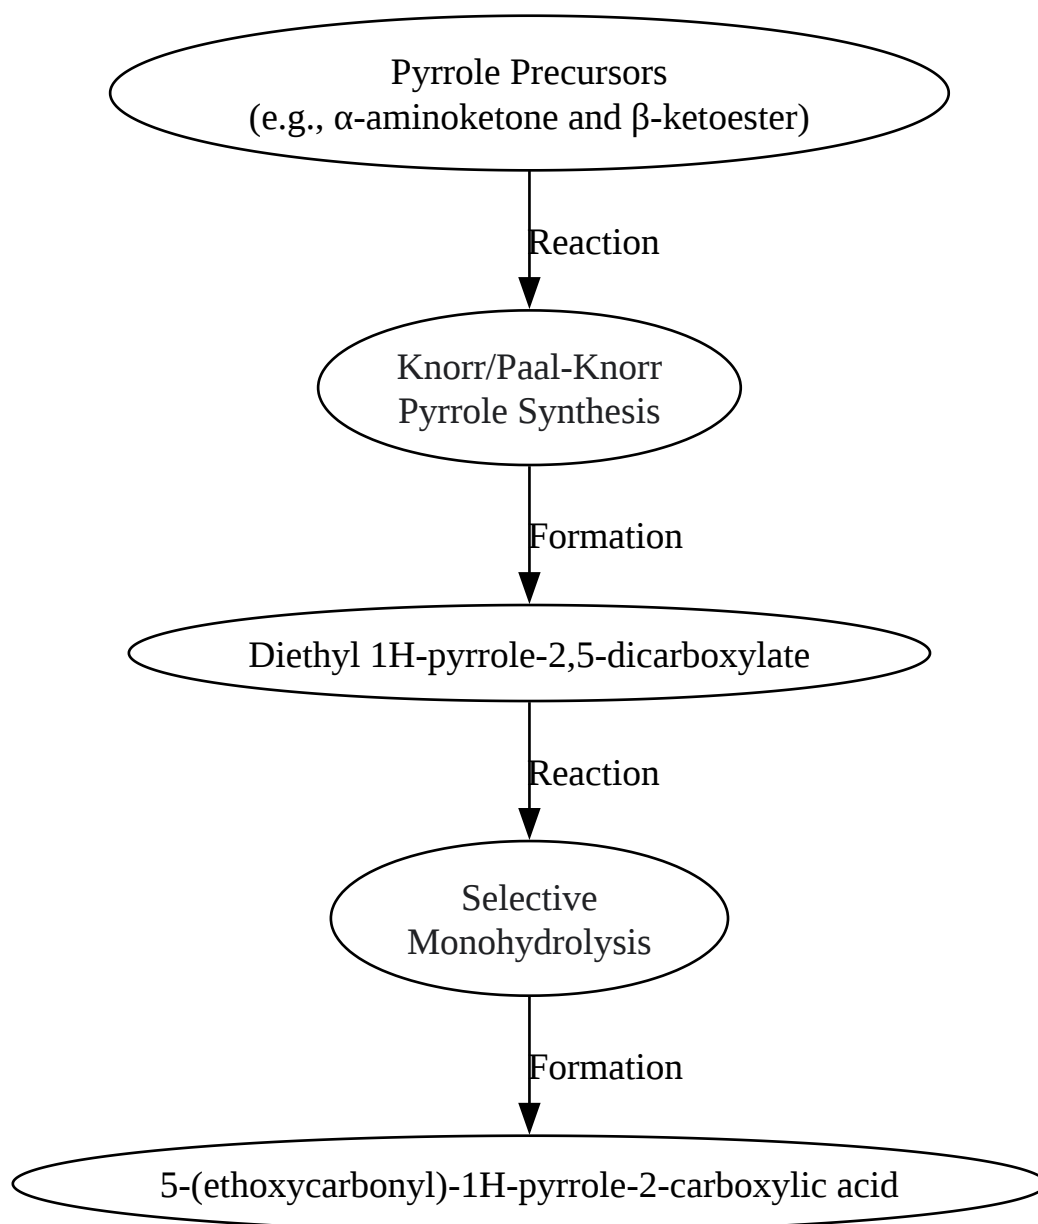 Pyrrole Precursors
(e.g., α-aminoketone and β-ketoester)
Reaction
Knorr/Paal-Knorr
Pyrrole Synthesis
Formation
Diethyl 1H-pyrrole-2,5-dicarboxylate
Reaction
Selective
Monohydrolysis
Formation
5-(ethoxycarbonyl)-1H-pyrrole-2-carboxylic acid